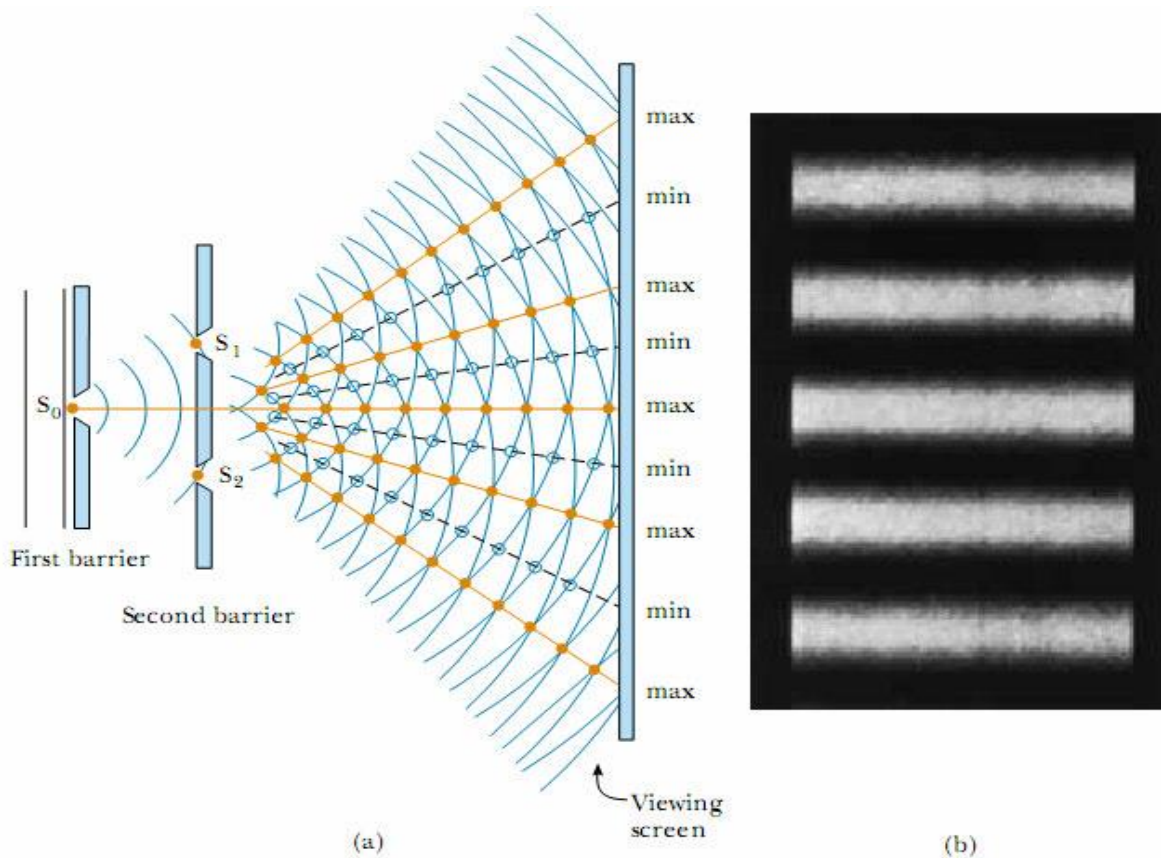 max
min
max
min
max
min
max
min
max
S₁
S₀
S₂
First barrier
Second barrier
Viewing
screen
(a)
(b)